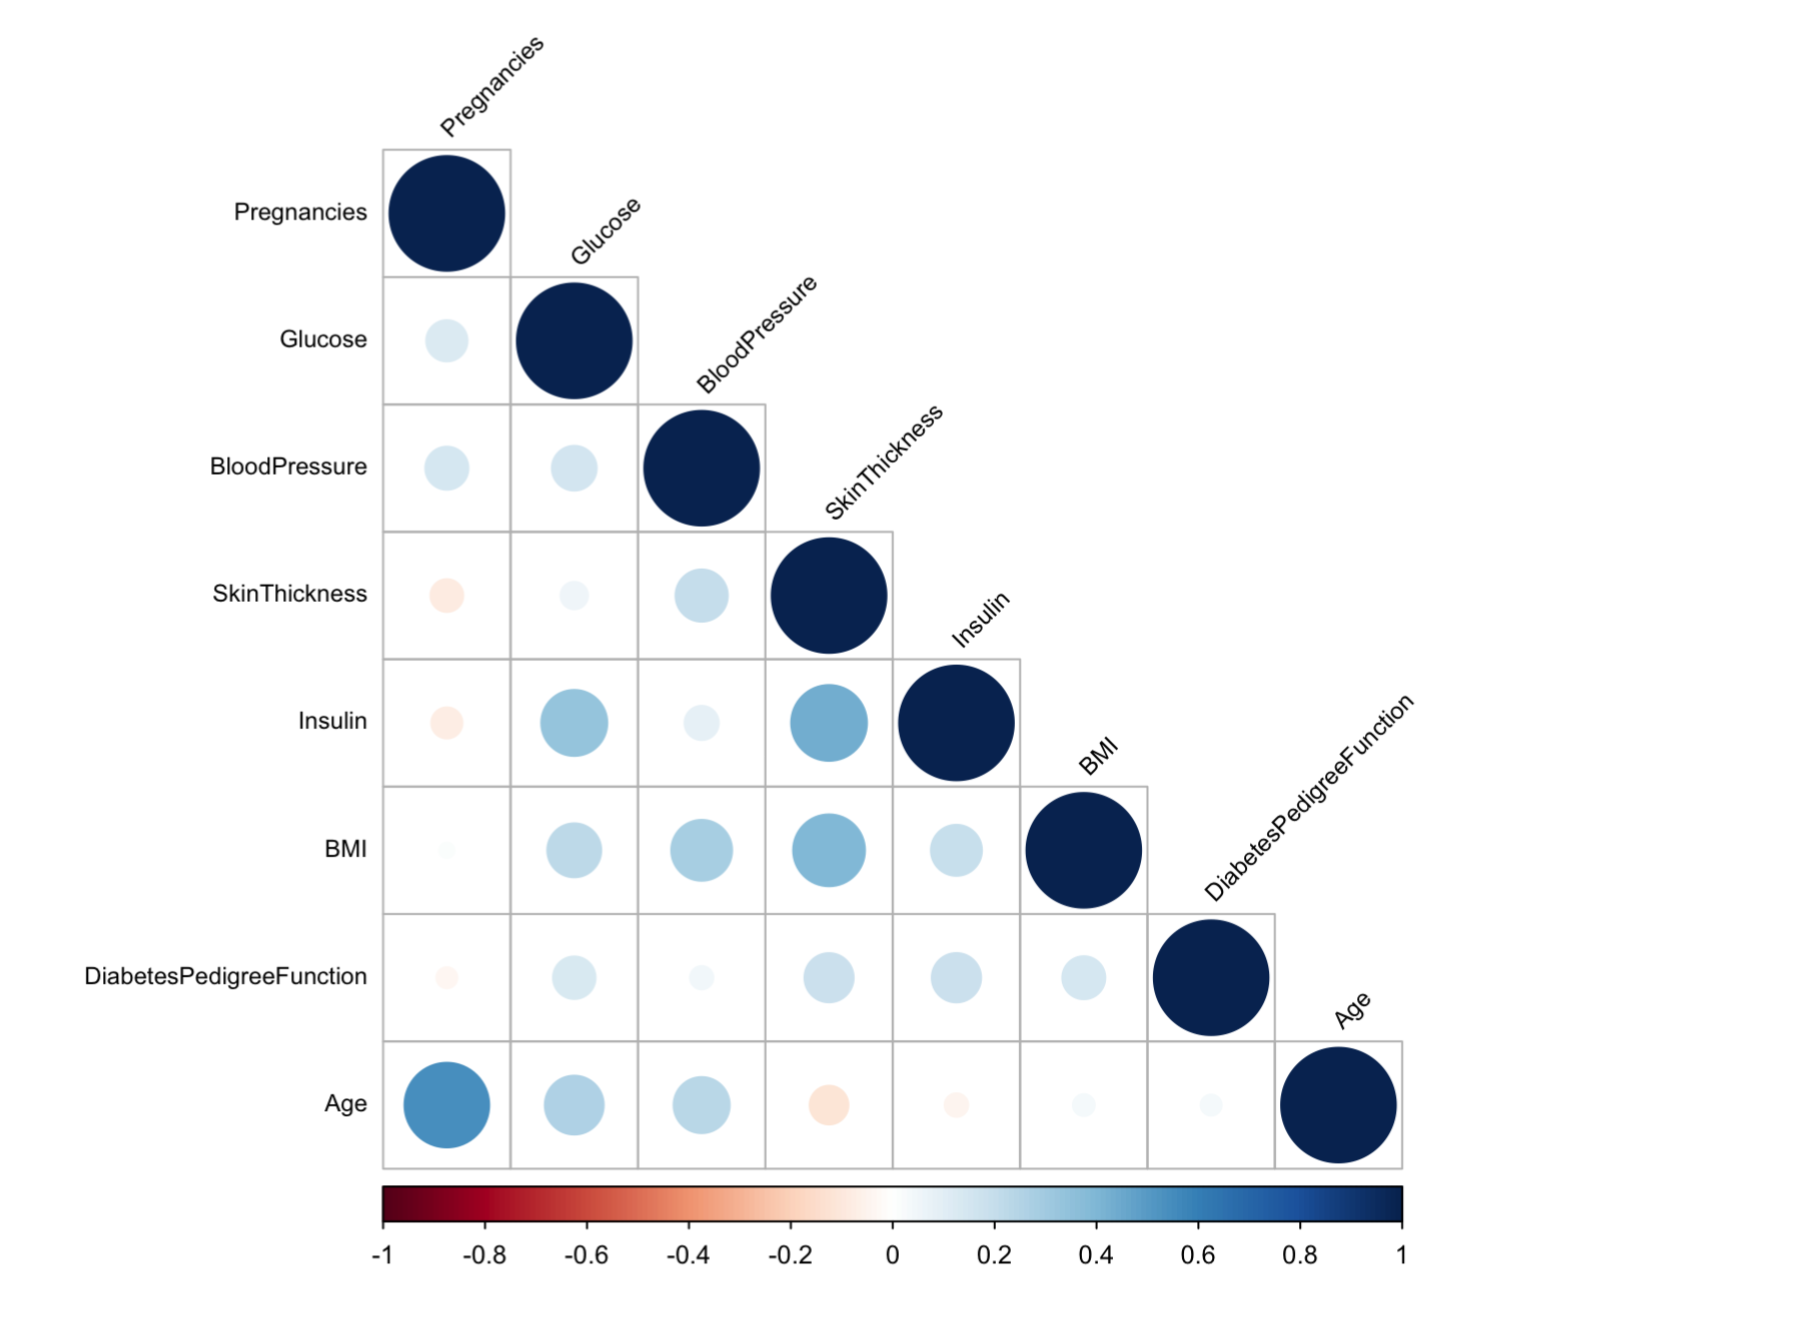 Pregnancies
Pregnancies
Glucose
Glucose
BloodPressure
BloodPressure
SkinThickness
SkinThickness
Insulin
Insulin
BMI
BMI
DiabetesPedigreeFunction
DiabetesPedigreeFunction
Age
Age
-1 -0.8 -0.6 -0.4 -0.2 0 0.2 0.4 0.6 0.8 1